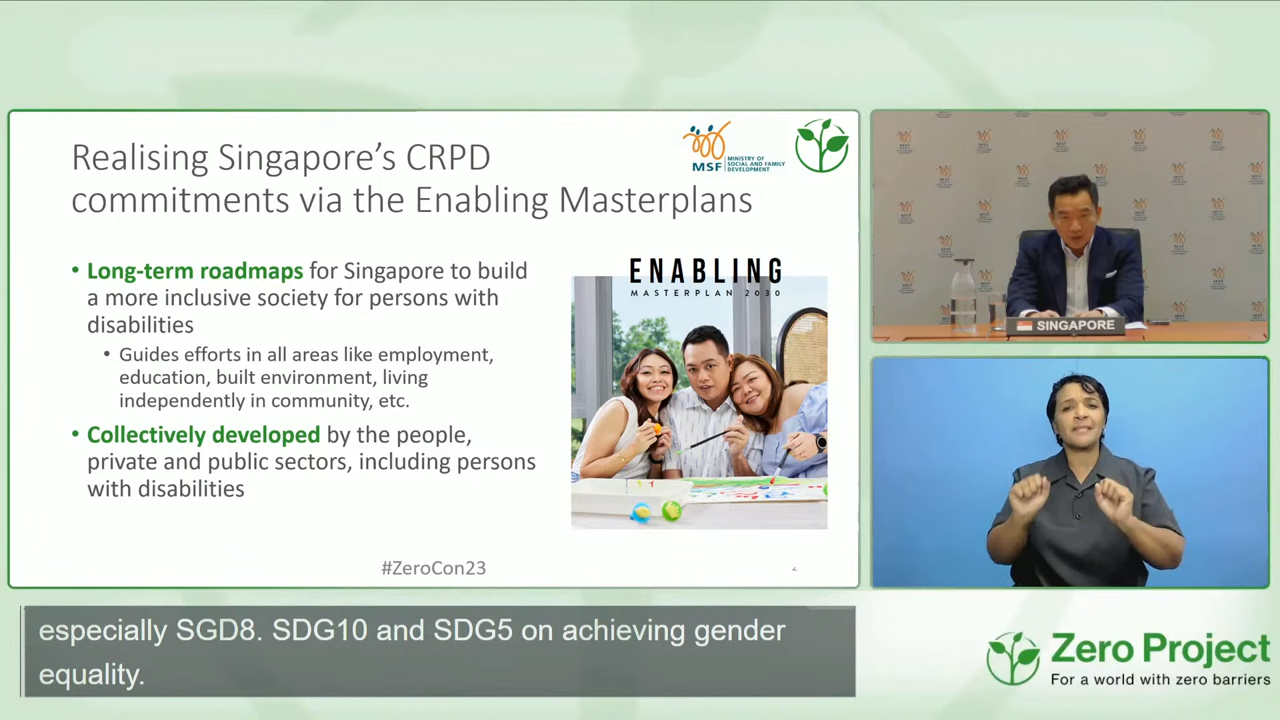 Realising Singapore's CRPD
commitments via the Enabling Masterplans
MSF
MINISTRY OF
SOCIAL AND FAMILY
DEVELOPMENT
• Long-term roadmaps for Singapore to build
a more inclusive society for persons with
disabilities
• Guides efforts in all areas like employment,
education, built environment, living
independently in community, etc.
• Collectively developed by the people,
private and public sectors, including persons
with disabilities
ENABLING
MASTERPLAN 2030
#ZeroCon23
2
SINGAPORE
especially SGD8. SDG10 and SDG5 on achieving gender
equality.
Zero Project
For a world with zero barriers